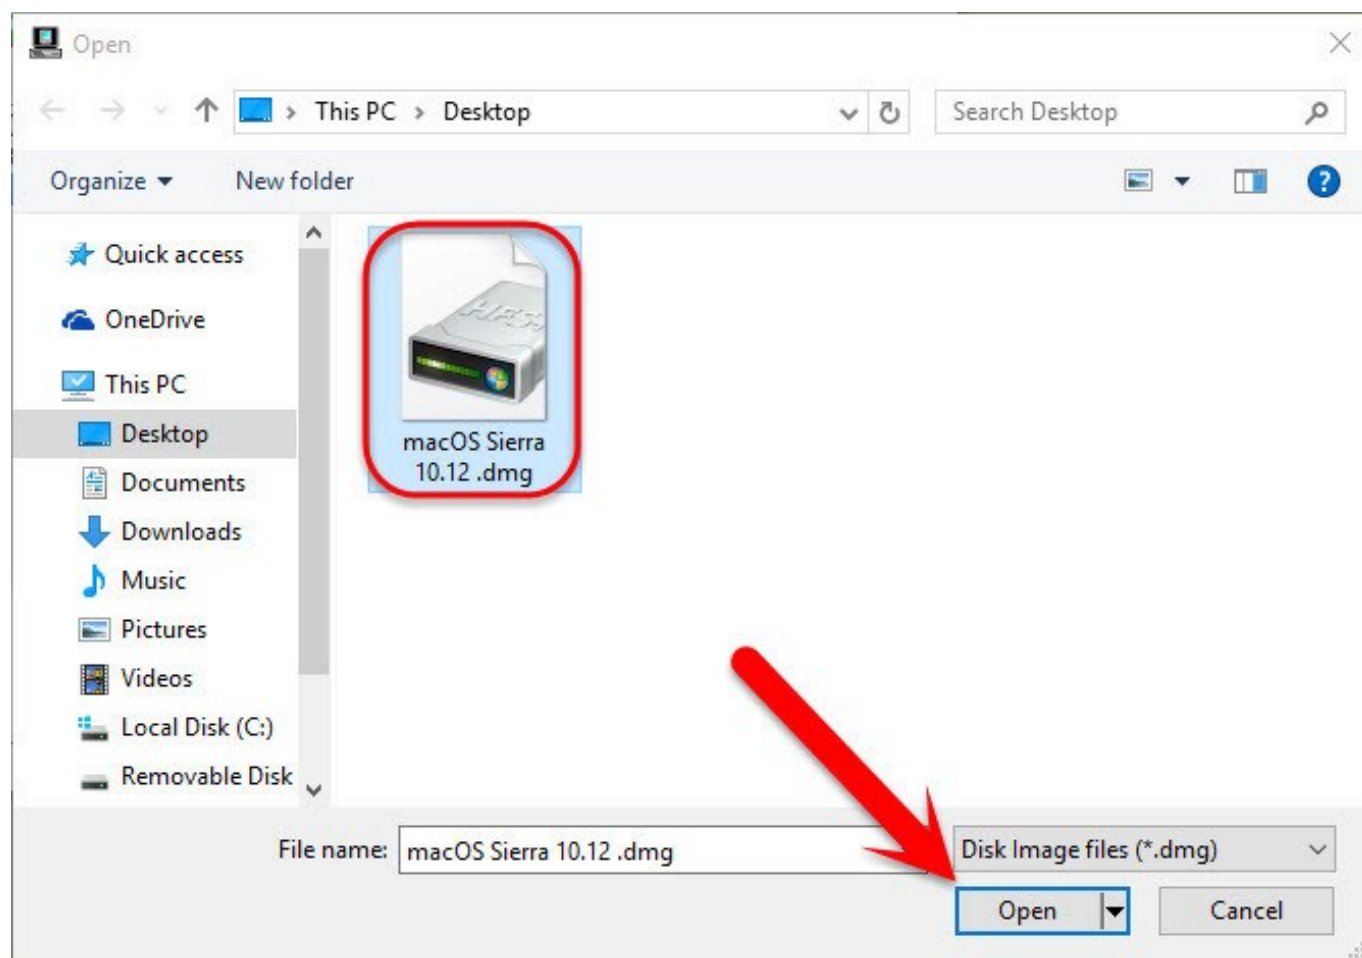 Open
This PC > Desktop
Search Desktop
Organize
New folder
Quick access
OneDrive
This PC
Desktop
Documents
Downloads
Music
Pictures
Videos
Local Disk (C:)
Removable Disk
HFS+
macOS Sierra
10.12 .dmg
File name: macOS Sierra 10.12 .dmg
Disk Image files (*.dmg)
Open
Cancel